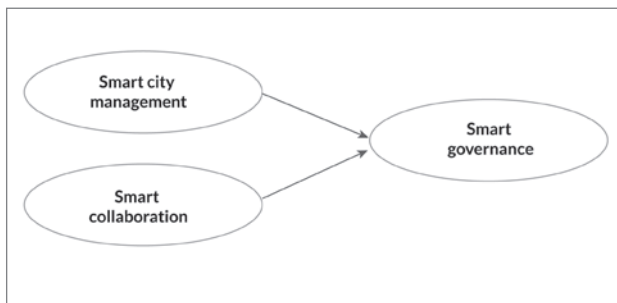 Smart city
management
Smart
governance
Smart
collaboration